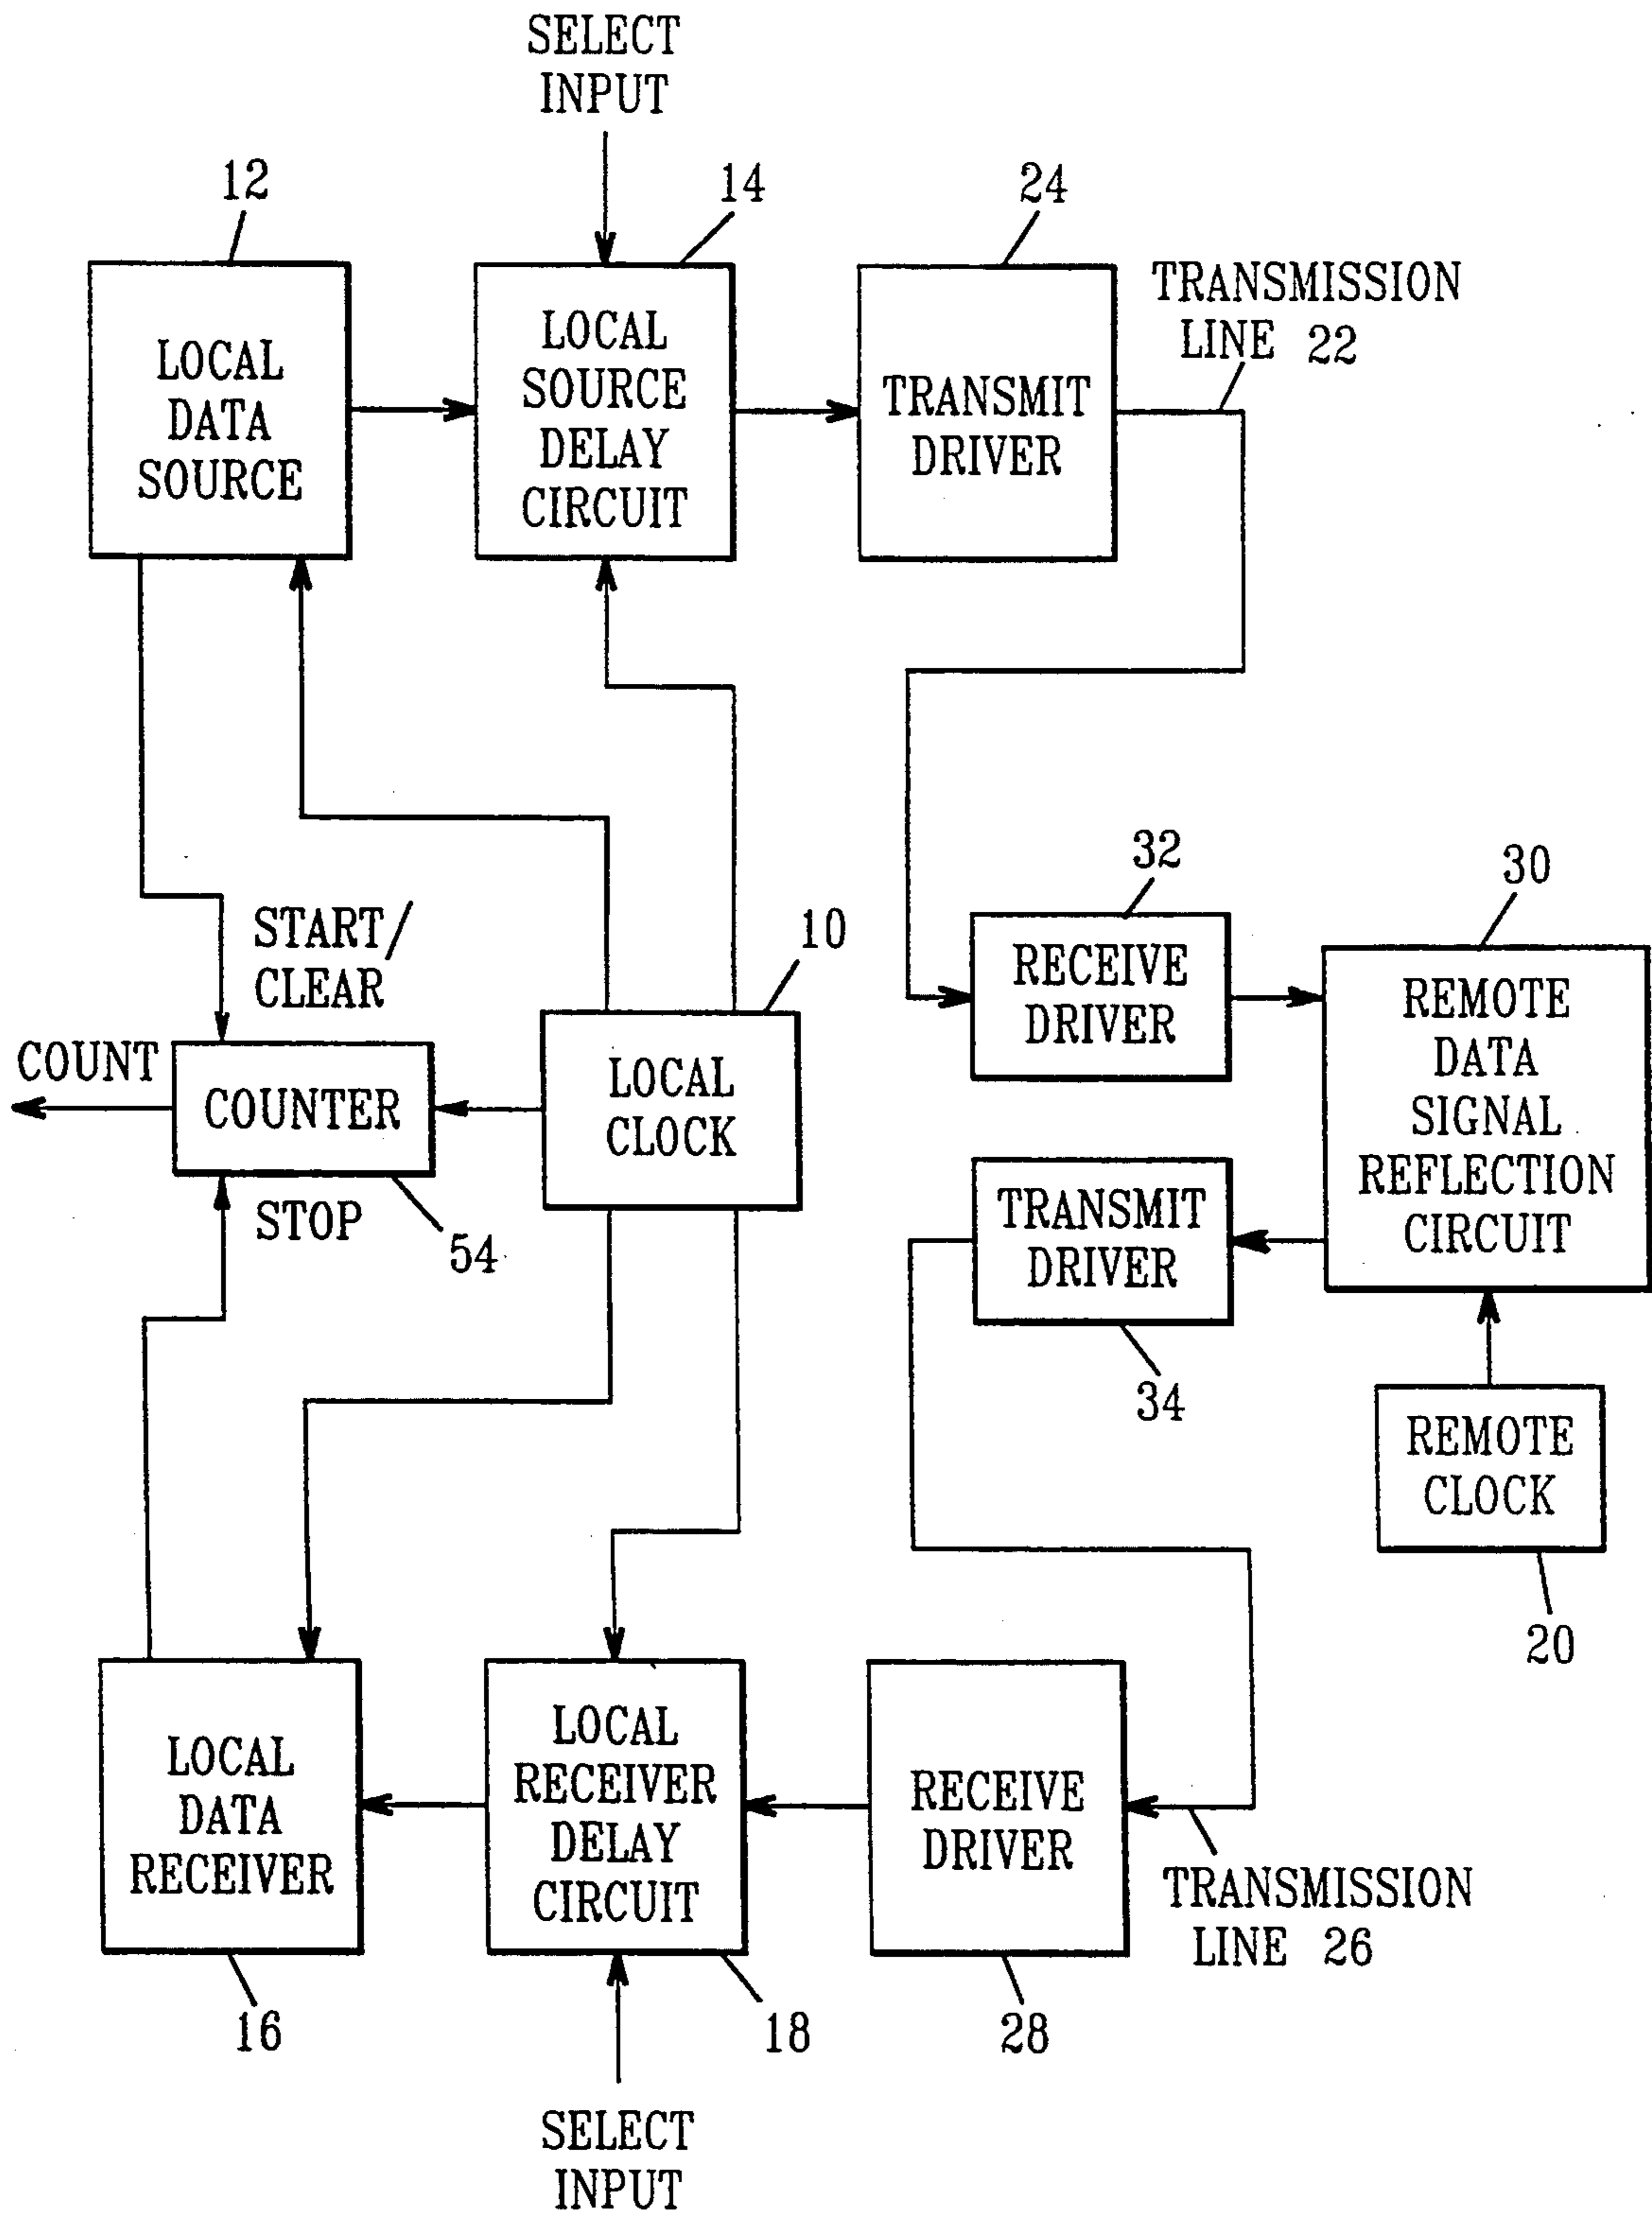 SELECT
INPUT
12
14
24
LOCAL
DATA
SOURCE
LOCAL
SOURCE
DELAY
CIRCUIT
TRANSMIT
DRIVER
TRANSMISSION
LINE 22
START/
CLEAR
COUNT
COUNTER
STOP
54
10
LOCAL
CLOCK
32
RECEIVE
DRIVER
30
REMOTE
DATA
SIGNAL
REFLECTION
CIRCUIT
TRANSMIT
DRIVER
34
REMOTE
CLOCK
20
LOCAL
DATA
RECEIVER
16
LOCAL
RECEIVER
DELAY
CIRCUIT
18
RECEIVE
DRIVER
28
TRANSMISSION
LINE 26
SELECT
INPUT